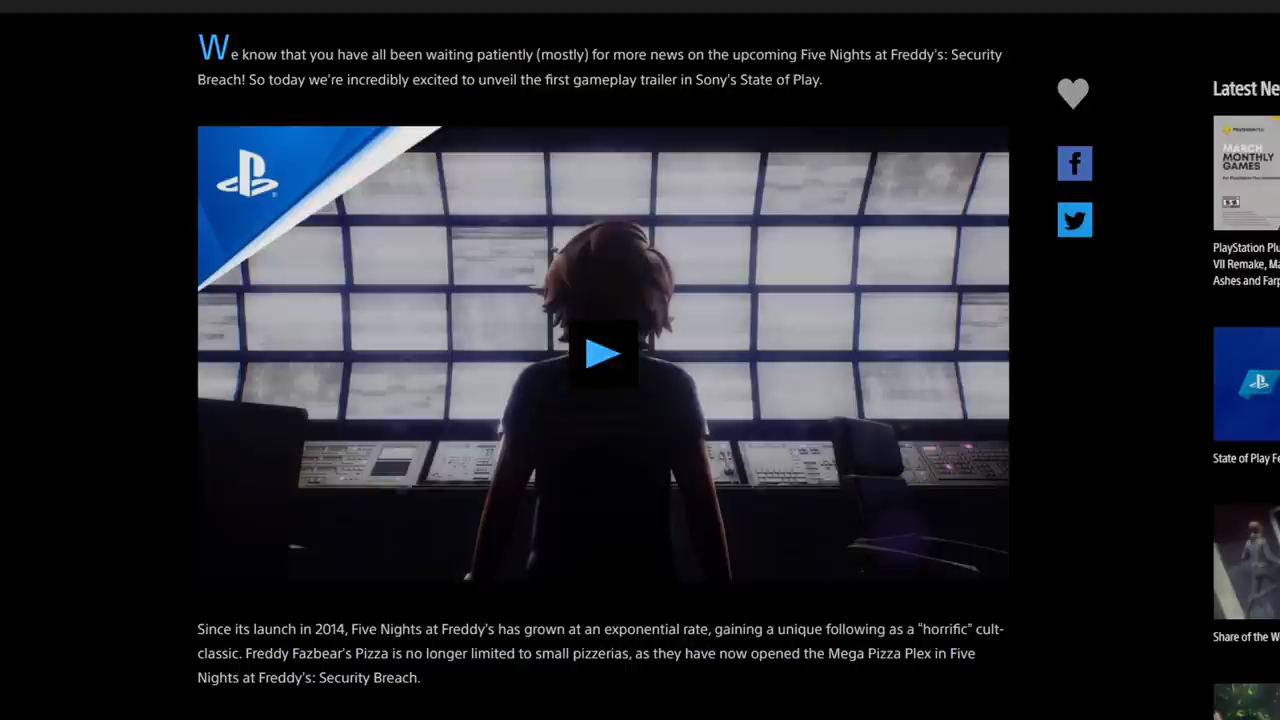 We know that you have all been waiting patiently (mostly) for more news on the upcoming Five Nights at Freddy's: Security
Breach! So today we're incredibly excited to unveil the first gameplay trailer in Sony's State of Play.
Since its launch in 2014, Five Nights at Freddy's has grown at an exponential rate, gaining a unique following as a “horrific” cult-
classic. Freddy Fazbear's Pizza is no longer limited to small pizzerias, as they have now opened the Mega Pizza Plex in Five
Nights at Freddy's: Security Breach.
Latest Ne
MARCH
MONTHLY
GAMES
PlayStation Plu
VII Remake, Ma
Ashes and Farp
State of Play Fe
Share of the W